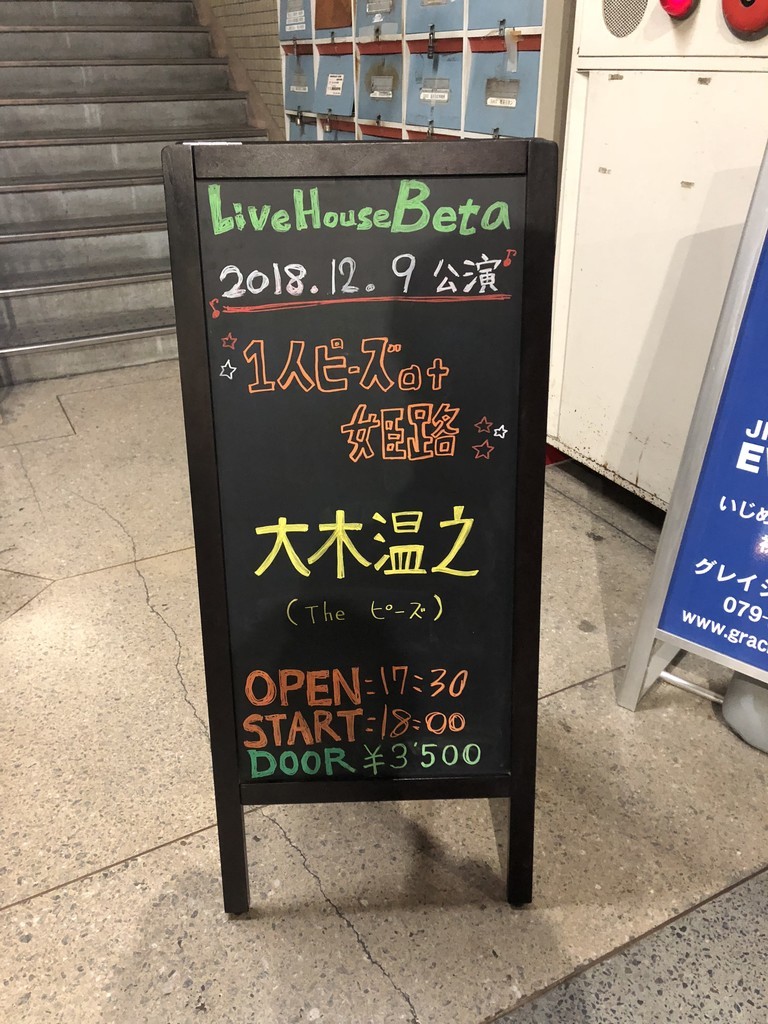 LiveHouseBeta
2018.12.9 公演
1人ピーズat
姫路
大木温之
(The ピーズ)
OPEN:17:30
START:18:00
DOOR ¥3'500
いじめ
グレイ
079-
www.grac